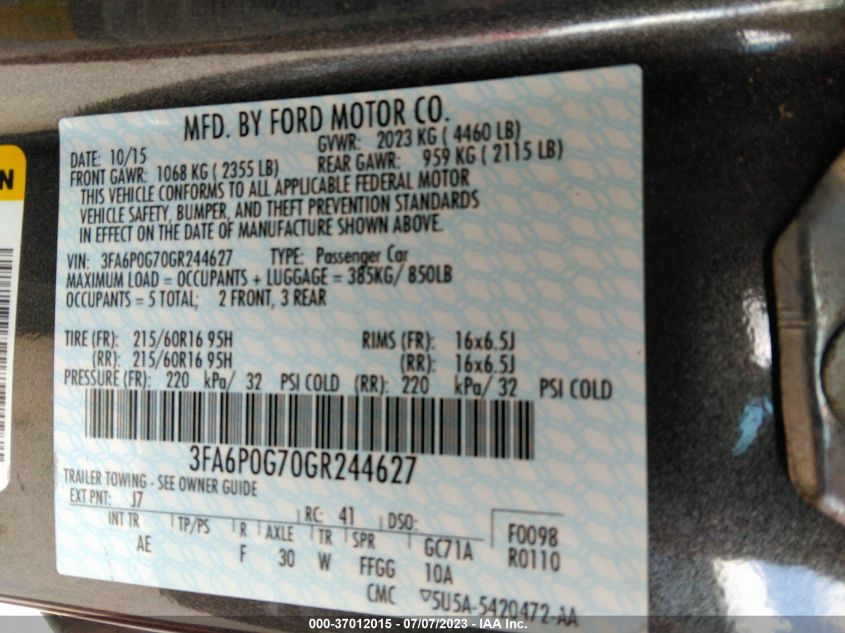 MFD. BY FORD MOTOR CO.
DATE: 10/15 GVWR: 2023 KG ( 4460 LB)
FRONT GAWR: 1068 KG ( 2355 LB) REAR GAWR: 959 KG ( 2115 LB)
THIS VEHICLE CONFORMS TO ALL APPLICABLE FEDERAL MOTOR
VEHICLE SAFETY, BUMPER, AND THEFT PREVENTION STANDARDS
IN EFFECT ON THE DATE OF MANUFACTURE SHOWN ABOVE.
VIN: 3FA6P0G70GR244627 TYPE: Passenger Car
MAXIMUM LOAD = OCCUPANTS + LUGGAGE = 385KG/ 850LB
OCCUPANTS = 5 TOTAL; 2 FRONT, 3 REAR
TIRE (FR): 215/60R16 95H RIMS (FR): 16x6.5J
(RR): 215/60R16 95H (RR): 16x6.5J
PRESSURE (FR): 220 kPa/ 32 PSI COLD (RR): 220 kPa/ 32 PSI COLD
3FA6P0G70GR244627
TRAILER TOWING - SEE OWNER GUIDE
EXT PNT: J7 RC: 41 DSO:
INT TR TP/PS R AXLE TR SPR GC71A F0098
AE F 30 W FFGG 10A R0110
CMC 5U5A-5420472-AA
000-37012015 / 07/07/2023 / IAA Inc.